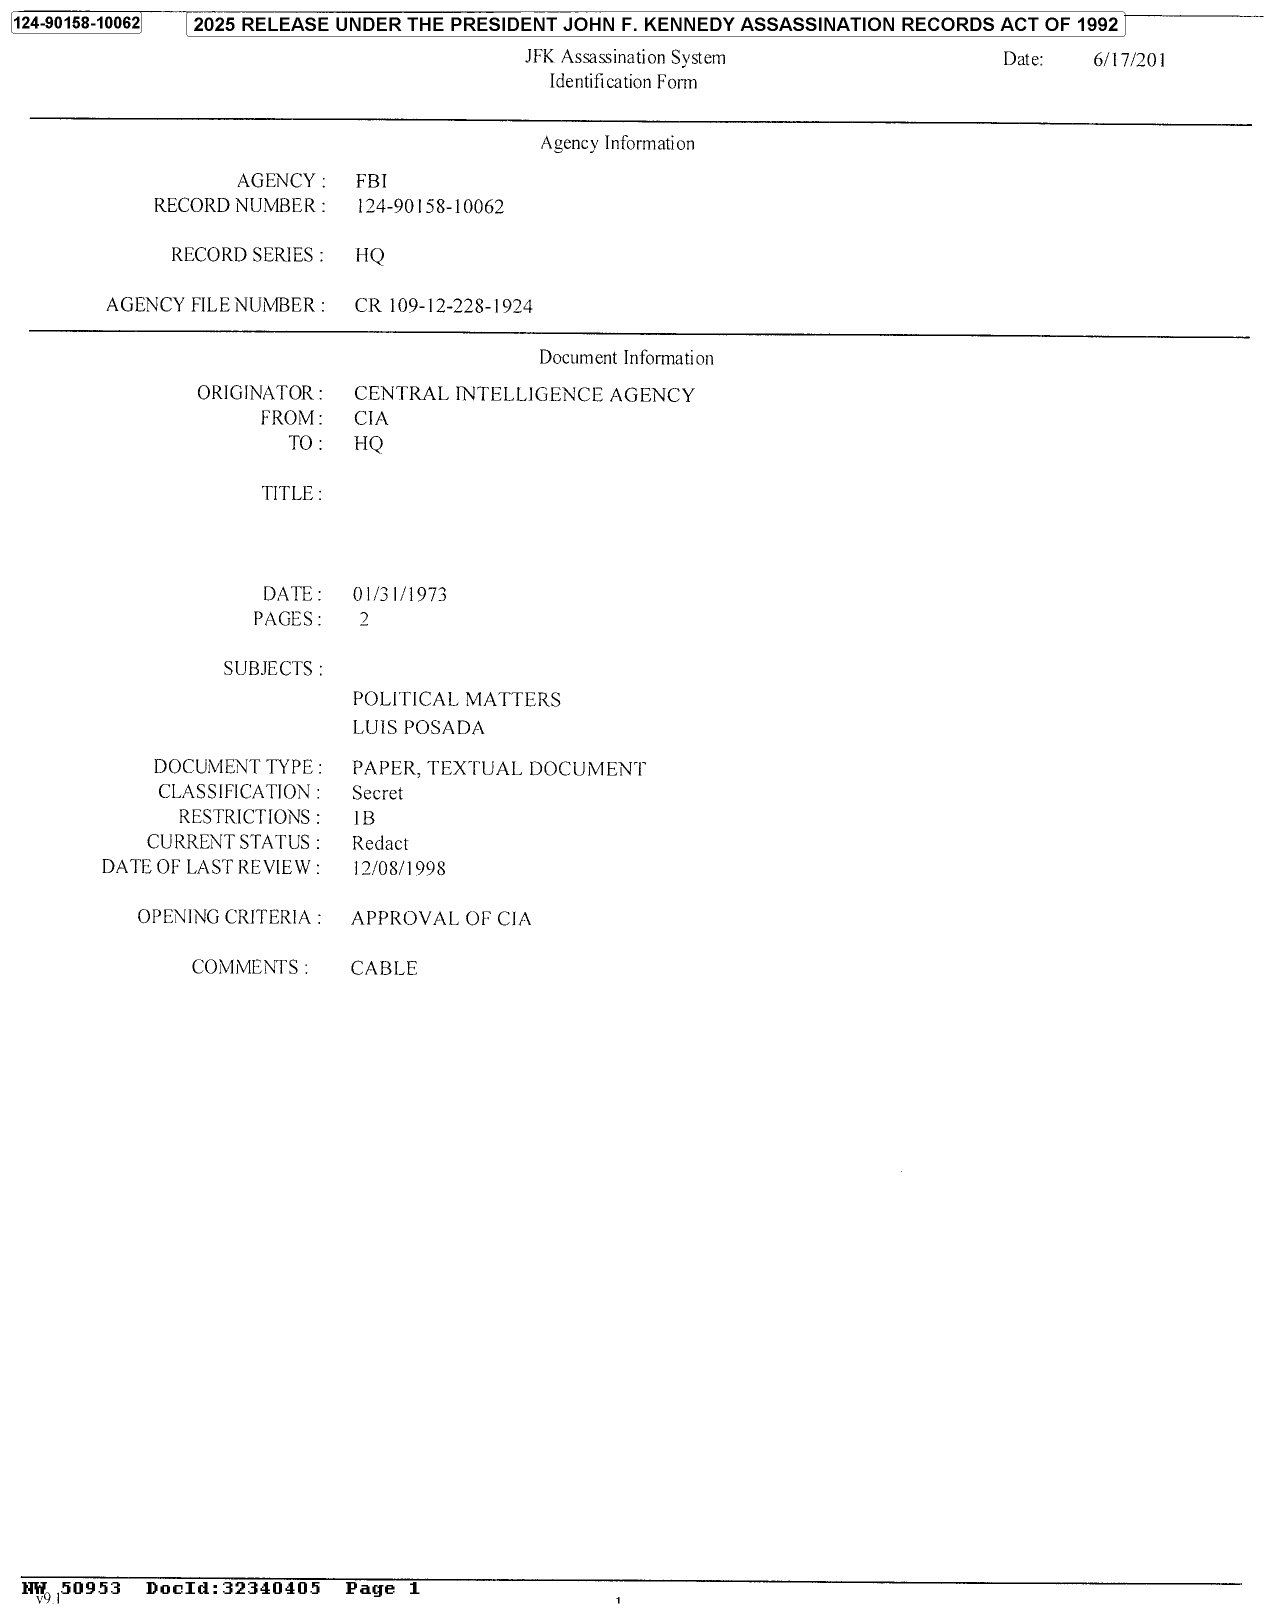 124-90158-10062 2025 RELEASE UNDER THE PRESIDENT JOHN F. KENNEDY ASSASSINATION RECORDS ACT OF 1992
JFK Assassination System Date: 6/17/201
Identification Form
Agency Information
AGENCY : FBI
RECORD NUMBER : 124-90158-10062
RECORD SERIES : HQ
AGENCY FILE NUMBER : CR 109-12-228-1924
Document Information
ORIGINATOR : CENTRAL INTELLIGENCE AGENCY
FROM : CIA
TO : HQ
TITLE :
DATE : 01/31/1973
PAGES : 2
SUBJECTS :
POLITICAL MATTERS
LUIS POSADA
DOCUMENT TYPE : PAPER, TEXTUAL DOCUMENT
CLASSIFICATION : Secret
RESTRICTIONS : 1B
CURRENT STATUS : Redact
DATE OF LAST REVIEW : 12/08/1998
OPENING CRITERIA : APPROVAL OF CIA
COMMENTS : CABLE
NW 50953 DocId:32340405 Page 1
v9.1 1